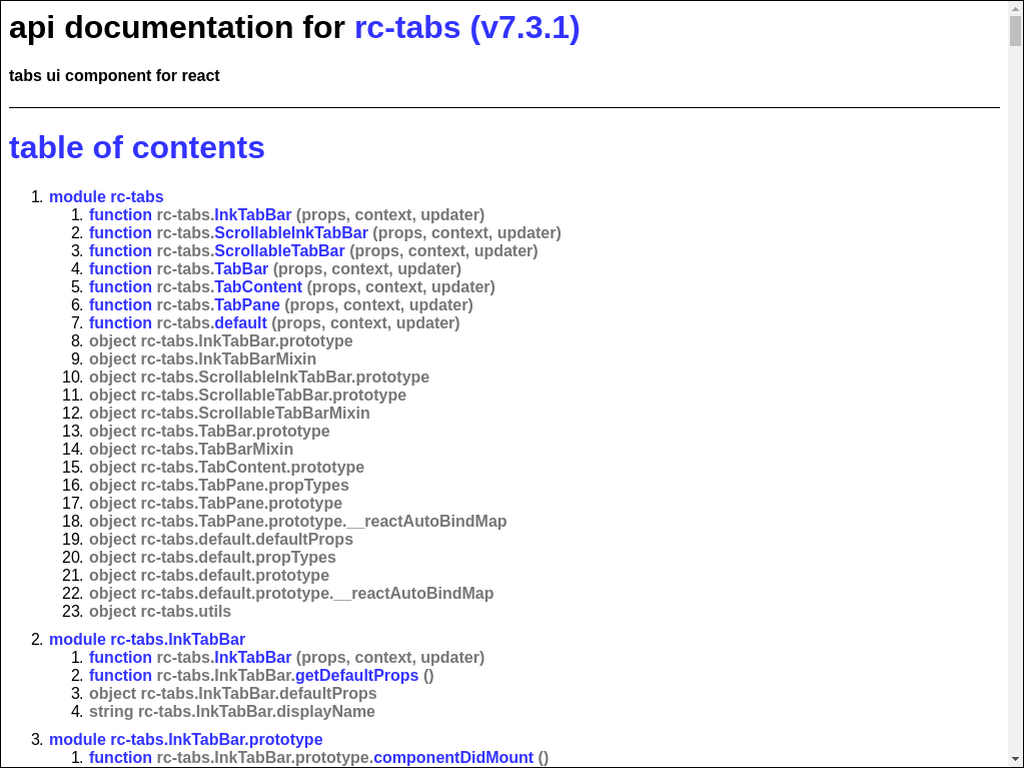 api documentation for rc-tabs (v7.3.1)
tabs ui component for react
table of contents
1. module rc-tabs
1. function rc-tabs.InkTabBar (props, context, updater)
2. function rc-tabs.ScrollableInkTabBar (props, context, updater)
3. function rc-tabs.ScrollableTabBar (props, context, updater)
4. function rc-tabs.TabBar (props, context, updater)
5. function rc-tabs.TabContent (props, context, updater)
6. function rc-tabs.TabPane (props, context, updater)
7. function rc-tabs.default (props, context, updater)
8. object rc-tabs.InkTabBar.prototype
9. object rc-tabs.InkTabBarMixin
10. object rc-tabs.ScrollableInkTabBar.prototype
11. object rc-tabs.ScrollableTabBar.prototype
12. object rc-tabs.ScrollableTabBarMixin
13. object rc-tabs.TabBar.prototype
14. object rc-tabs.TabBarMixin
15. object rc-tabs.TabContent.prototype
16. object rc-tabs.TabPane.propTypes
17. object rc-tabs.TabPane.prototype
18. object rc-tabs.TabPane.prototype.__reactAutoBindMap
19. object rc-tabs.default.defaultProps
20. object rc-tabs.default.propTypes
21. object rc-tabs.default.prototype
22. object rc-tabs.default.prototype.__reactAutoBindMap
23. object rc-tabs.utils
2. module rc-tabs.InkTabBar
1. function rc-tabs.InkTabBar (props, context, updater)
2. function rc-tabs.InkTabBar.getDefaultProps ()
3. object rc-tabs.InkTabBar.defaultProps
4. string rc-tabs.InkTabBar.displayName
3. module rc-tabs.InkTabBar.prototype
1. function rc-tabs.InkTabBar.prototype.componentDidMount ()